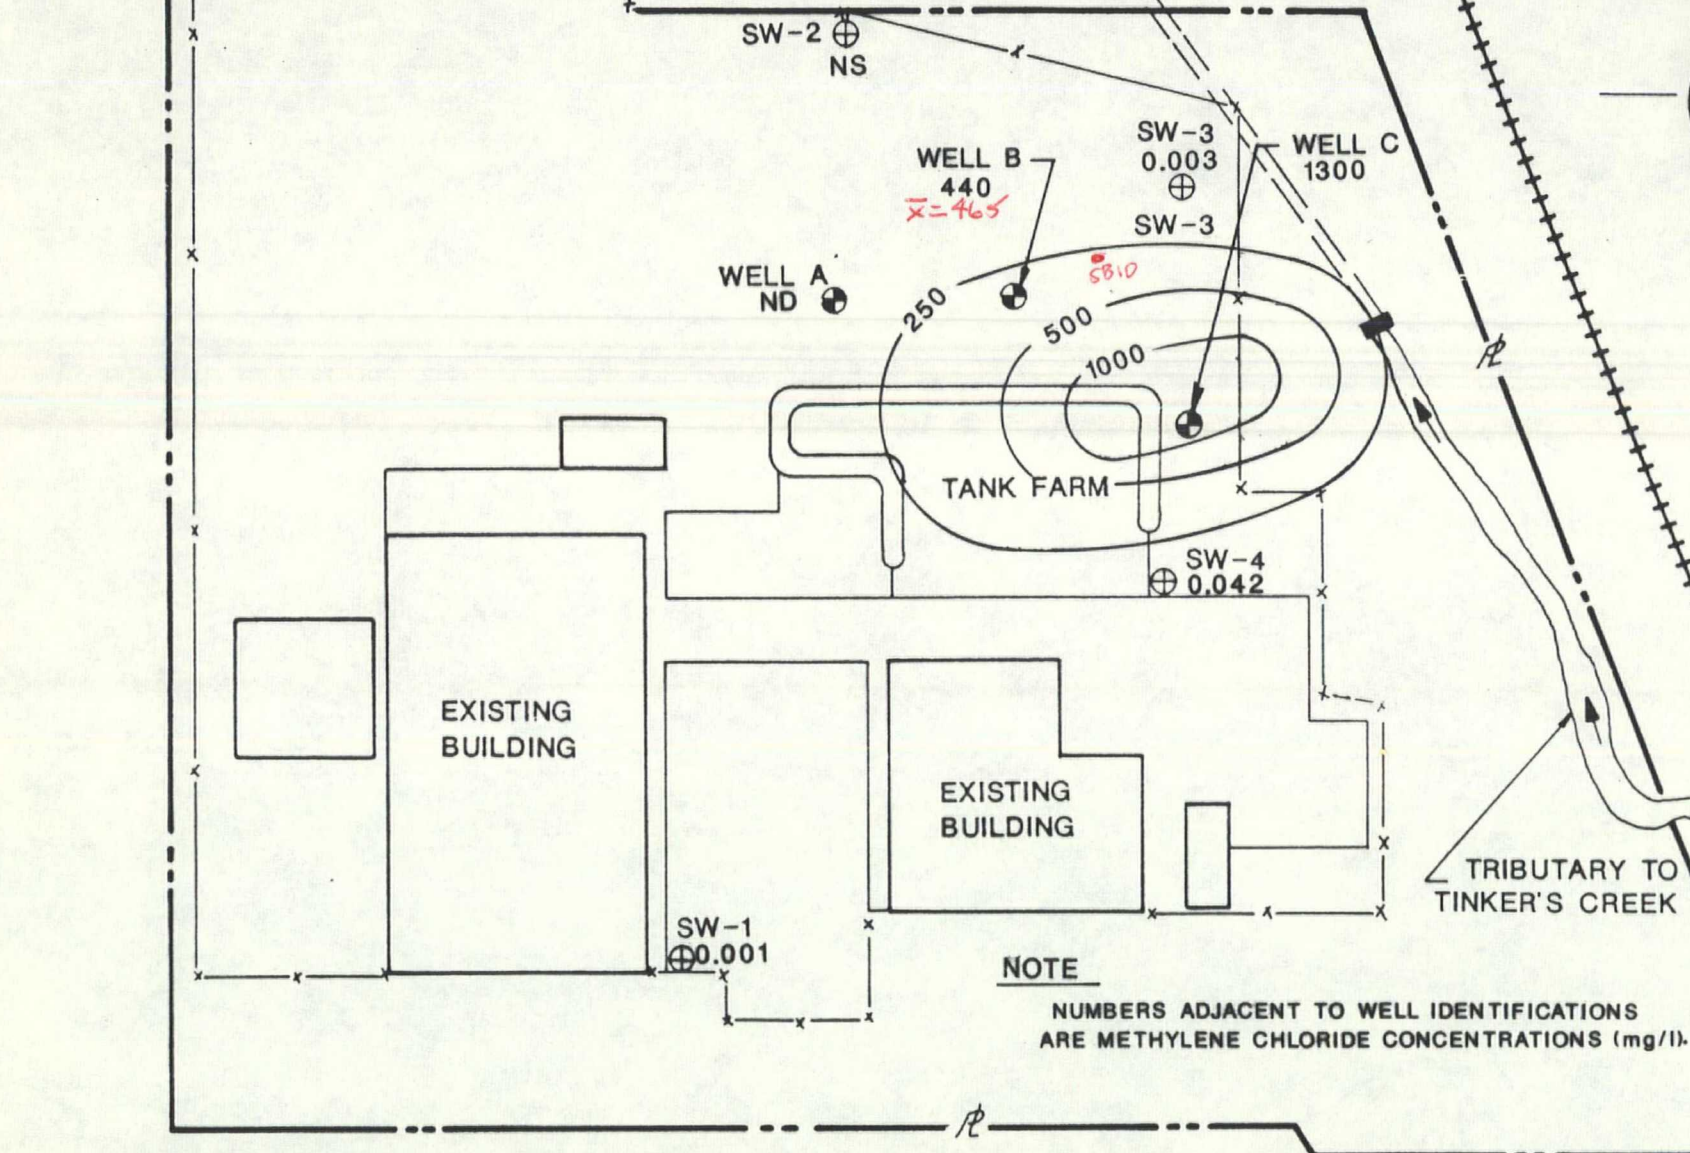 SW-2
NS
SW-3
0.003
SW-3
WELL B
440
x̄=465
WELL C
1300
WELL A
ND
SB10
250
500
1000
TANK FARM
SW-4
0.042
EXISTING
BUILDING
EXISTING
BUILDING
SW-1
0.001
TRIBUTARY TO
TINKER'S CREEK
NOTE
NUMBERS ADJACENT TO WELL IDENTIFICATIONS
ARE METHYLENE CHLORIDE CONCENTRATIONS (mg/l).
PL
PL